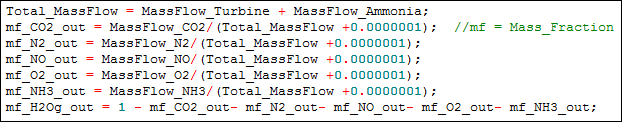 Total_MassFlow = MassFlow_Turbine + MassFlow_Ammonia;
mf_CO2_out = MassFlow_CO2/(Total_MassFlow +0.0000001);  //mf = Mass_Fraction
mf_N2_out = MassFlow_N2/(Total_MassFlow +0.0000001);
mf_NO_out = MassFlow_NO/(Total_MassFlow +0.0000001);
mf_O2_out = MassFlow_O2/(Total_MassFlow +0.0000001);
mf_NH3_out = MassFlow_NH3/(Total_MassFlow +0.0000001);
mf_H2Og_out = 1 - mf_CO2_out- mf_N2_out- mf_NO_out- mf_O2_out- mf_NH3_out;